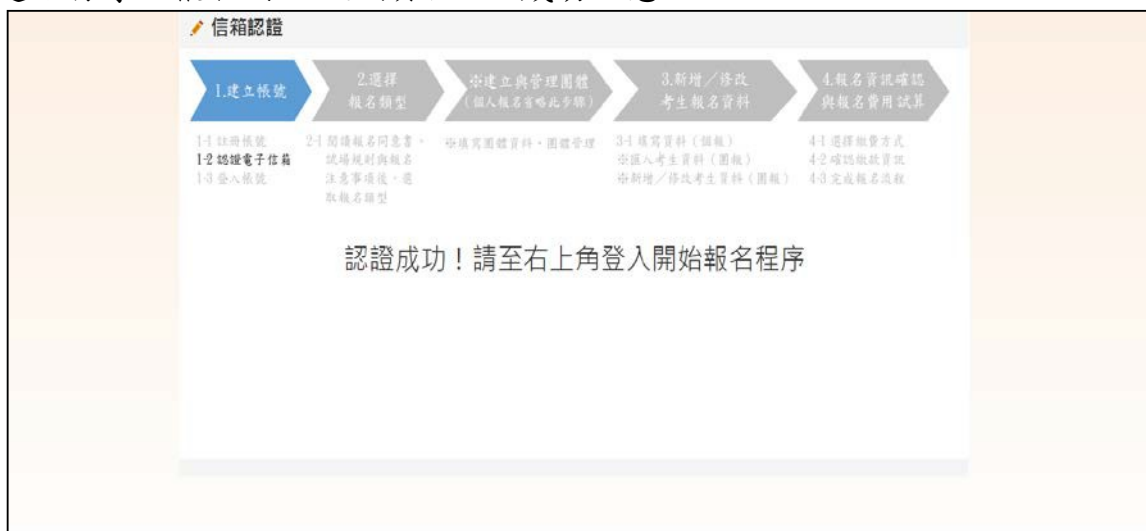 信箱認證
1.建立帳號
2.選擇
報名類型
※建立與管理團體
(個人報名省略此步驟)
3.新增／修改
考生報名資料
4.報名資訊確認
與報名費用試算
1-1 註冊帳號
1-2 認證電子信箱
1-3 登入帳號
2-1 閱讀報名同意書、
試場規則與報名
注意事項後，選
取報名類型
※填寫團體資料、團體管理
3-1 填寫資料（個報）
※匯入考生資料（團報）
※新增／修改考生資料（團報）
4-1 選擇繳費方式
4-2 確認繳款資訊
4-3 完成報名流程
認證成功！請至右上角登入開始報名程序